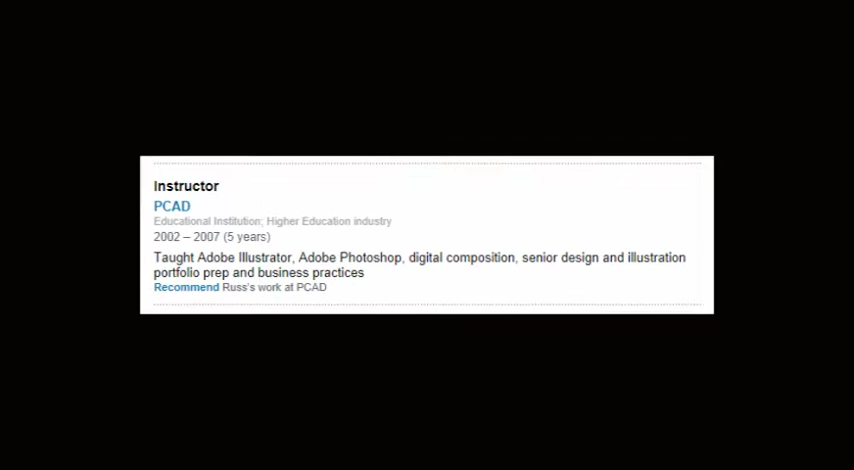 Instructor
PCAD
Educational Institution; Higher Education industry
2002 – 2007 (5 years)
Taught Adobe Illustrator, Adobe Photoshop, digital composition, senior design and illustration
portfolio prep and business practices
Recommend Russ's work at PCAD